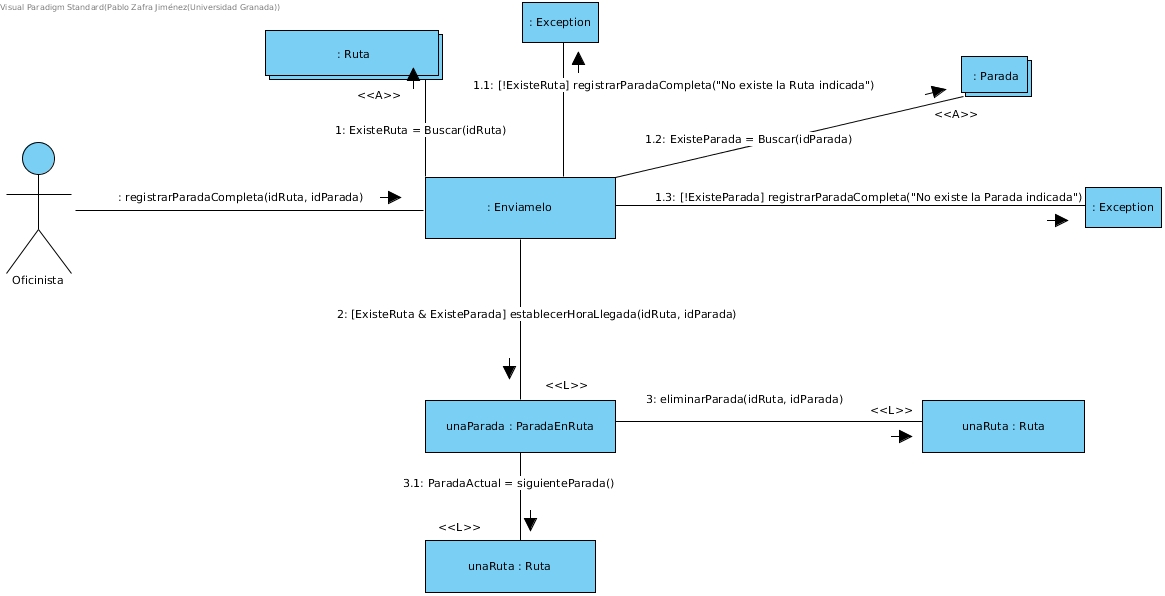 Visual Paradigm Standard(Pablo Zafra Jiménez(Universidad Granada))
: Exception
: Ruta
: Parada
1.1: [!ExisteRuta] registrarParadaCompleta("No existe la Ruta indicada")
<<A>>
<<A>>
1: ExisteRuta = Buscar(idRuta)
1.2: ExisteParada = Buscar(idParada)
: registrarParadaCompleta(idRuta, idParada)
1.3: [!ExisteParada] registrarParadaCompleta("No existe la Parada indicada")
: Enviamelo
: Exception
Oficinista
2: [ExisteRuta & ExisteParada] establecerHoraLlegada(idRuta, idParada)
<<L>>
3: eliminarParada(idRuta, idParada)
<<L>>
unaParada : ParadaEnRuta
unaRuta : Ruta
3.1: ParadaActual = siguienteParada()
<<L>>
unaRuta : Ruta